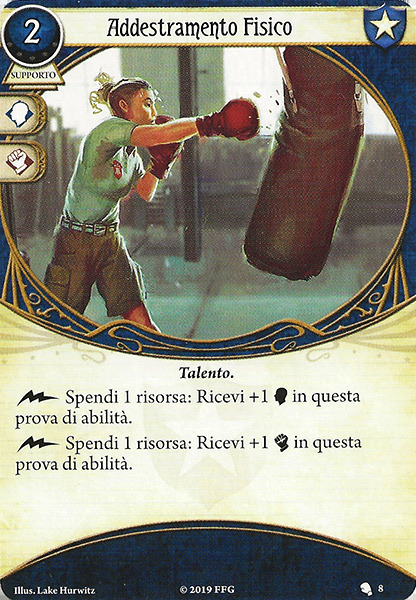 2
Addestramento Fisico
SUPPORTO
Talento.
Spendi 1 risorsa: Ricevi +1 in questa
prova di abilità.
Spendi 1 risorsa: Ricevi +1 in questa
prova di abilità.
Illus. Lake Hurwitz
© 2019 FFG
8